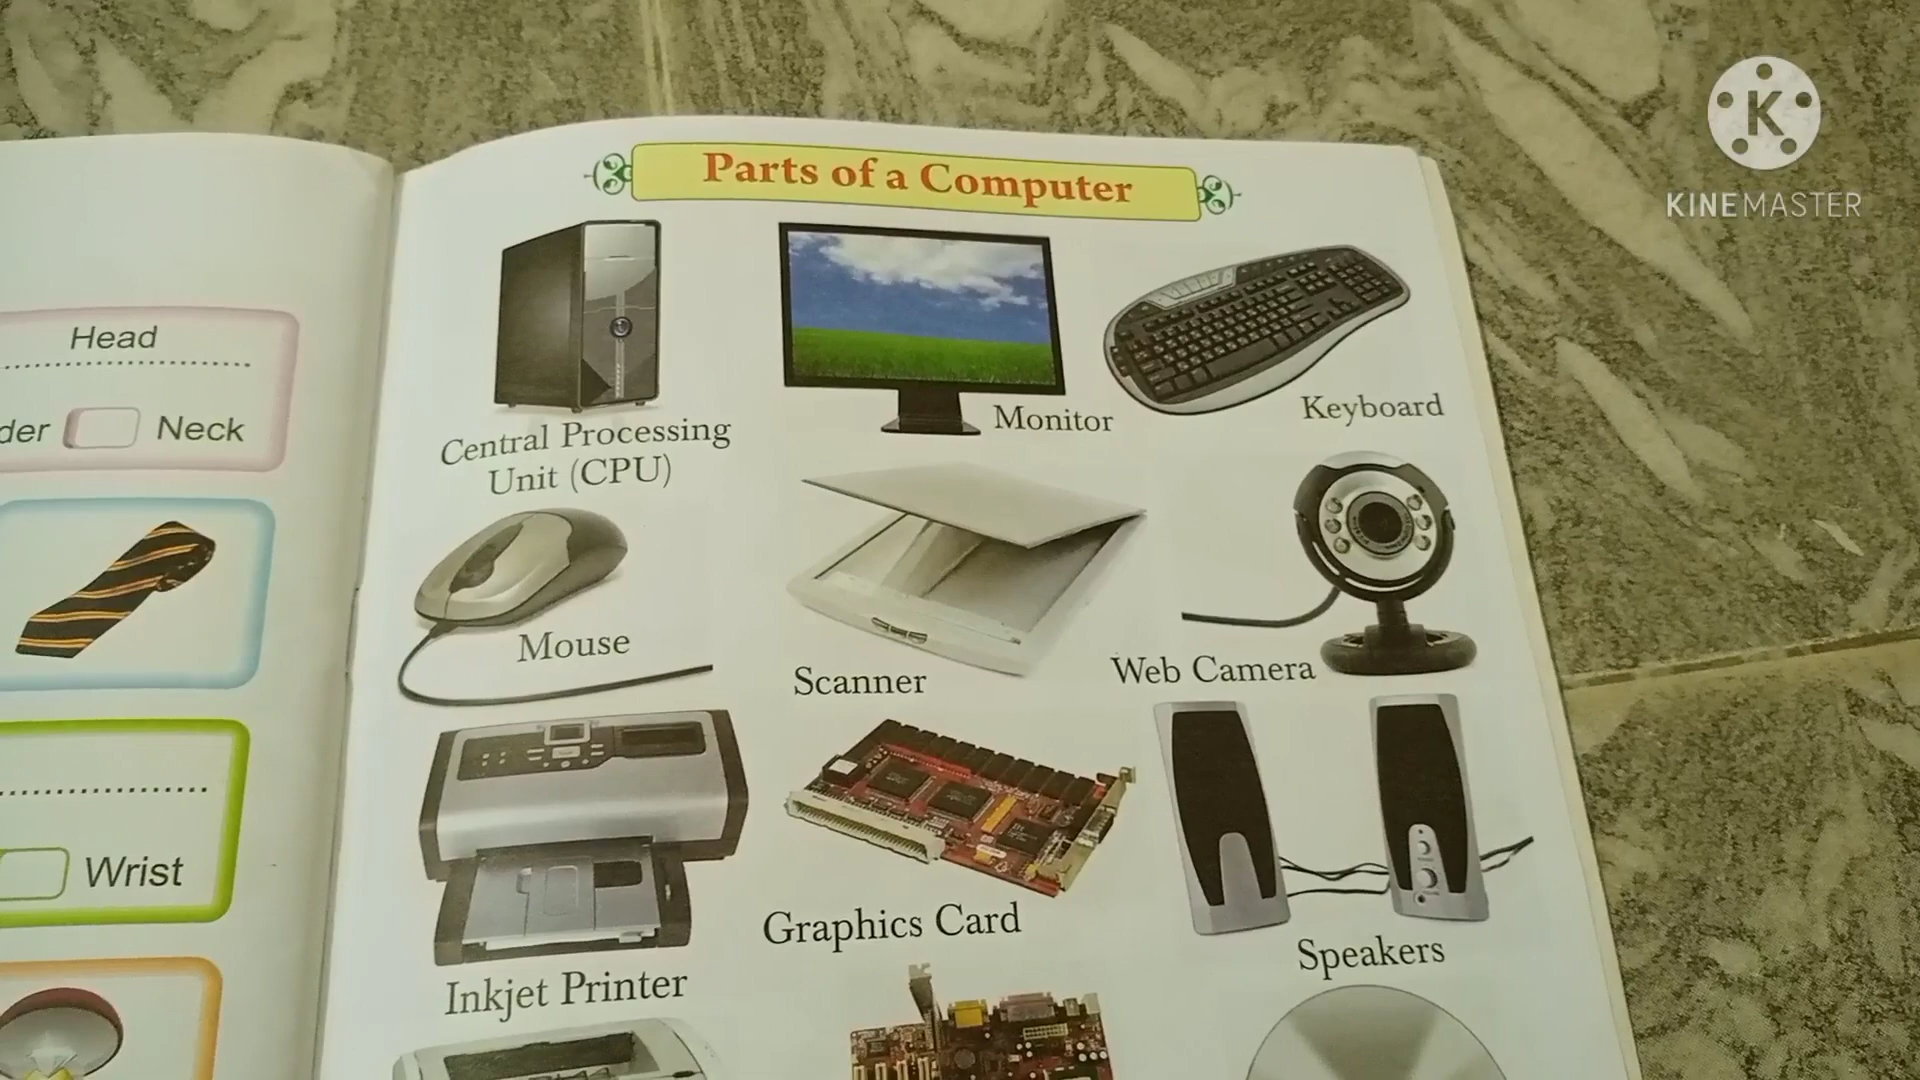 Head
Neck
Wrist
Parts of a Computer
Central Processing
Unit (CPU)
Monitor
Keyboard
Mouse
Scanner
Web Camera
Inkjet Printer
Graphics Card
Speakers
K
KINEMASTER